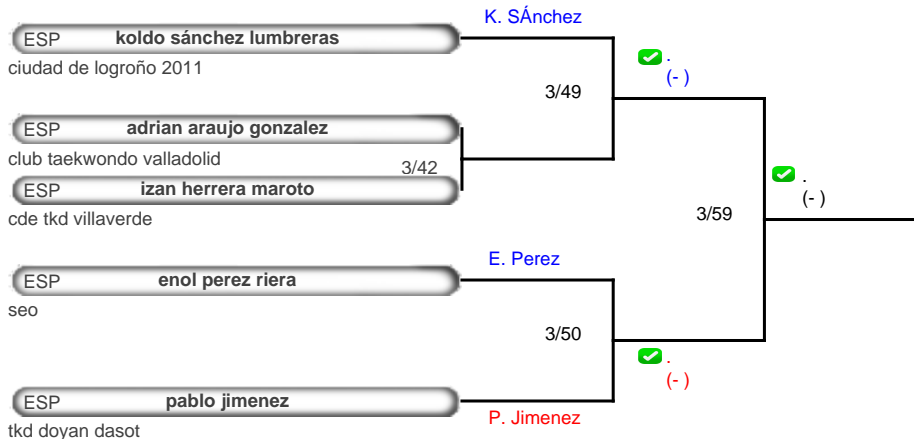 K. SÁnchez
ESP koldo sánchez lumbreras
ciudad de logroño 2011
.
(- )
3/49
ESP adrian araujo gonzalez
club taekwondo valladolid
3/42
ESP izan herrera maroto
cde tkd villaverde
.
(- )
3/59
E. Perez
ESP enol perez riera
seo
3/50
.
(- )
ESP pablo jimenez
P. Jimenez
tkd doyan dasot